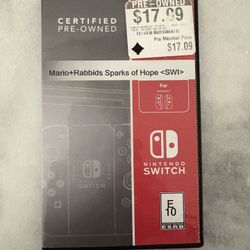 CERTIFIED
PRE-OWNED
PRE-OWNED
$17.99
Pro Member Price
$17.09
Mario+Rabbids Sparks of Hope <SWI>
For
NINTENDO
SWITCH
E
10
ESRB